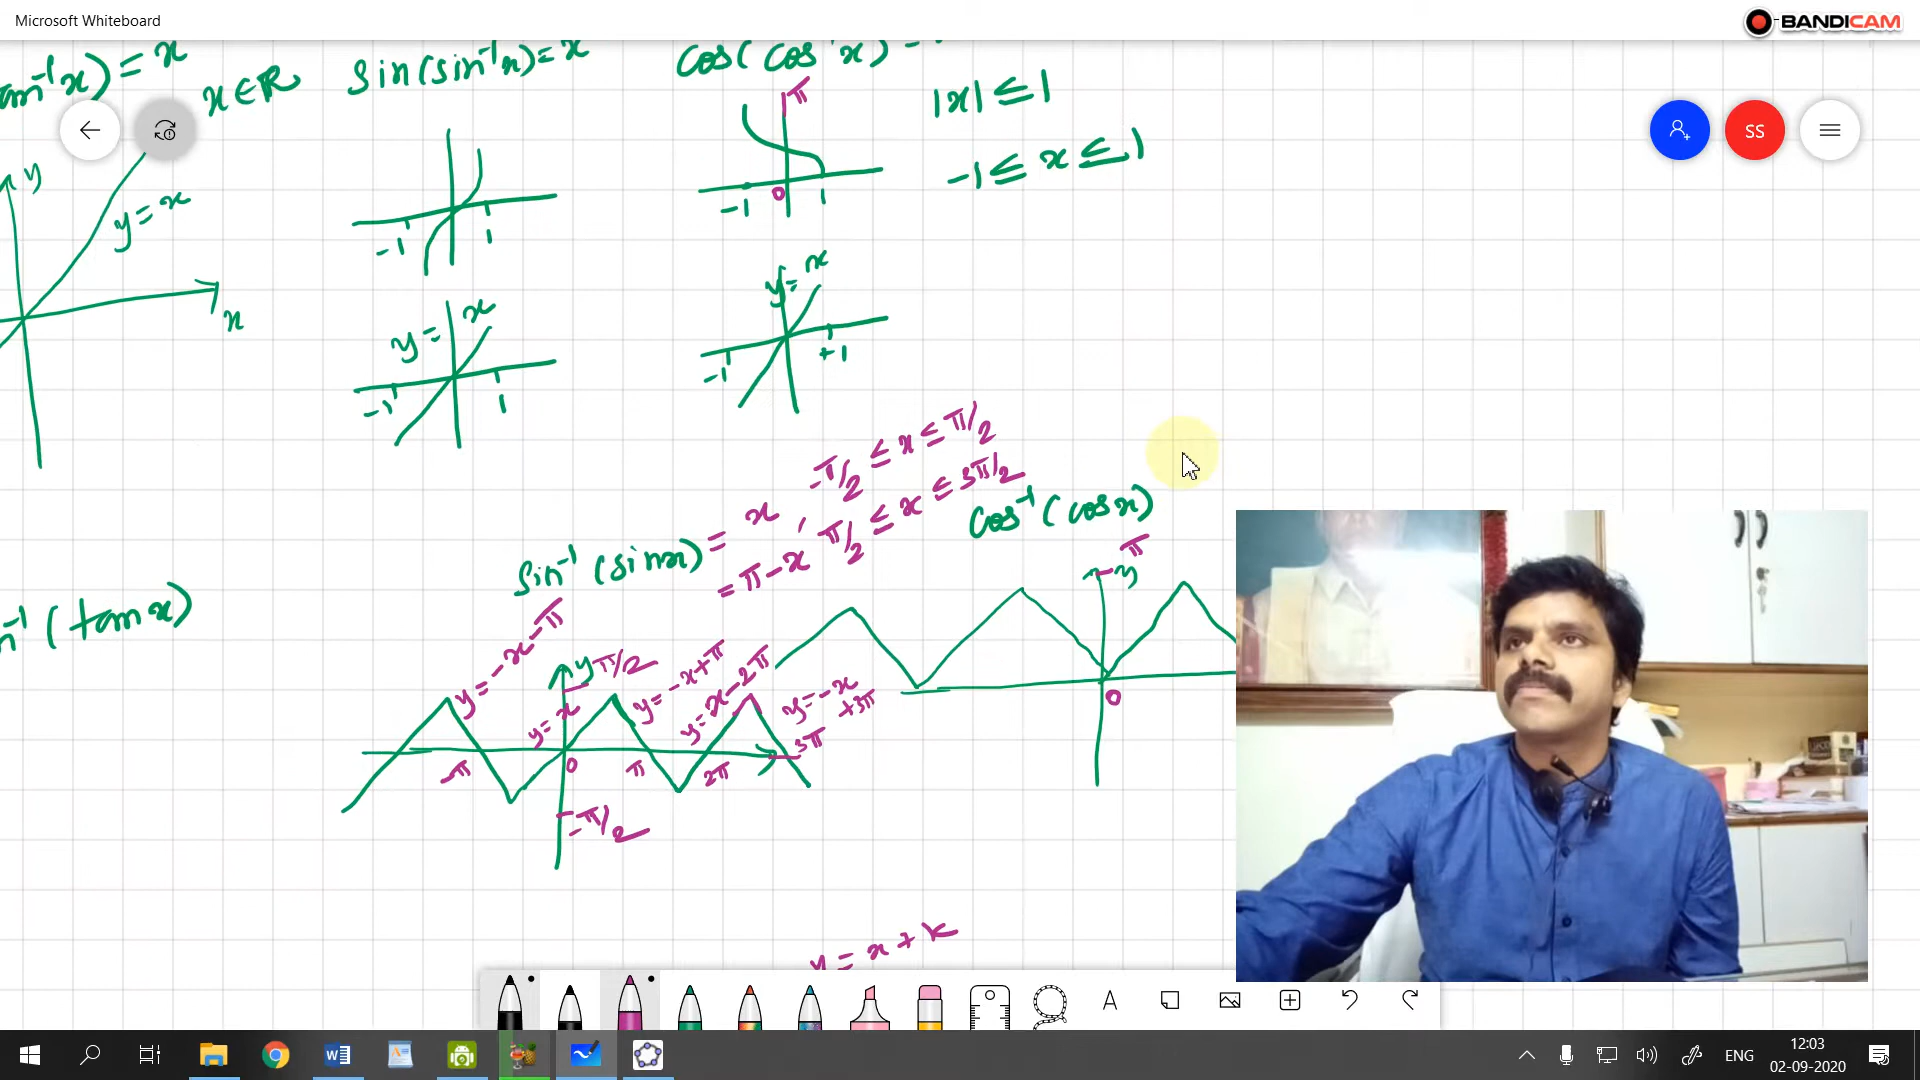 Microsoft Whiteboard
BANDICAM
x) = x
x ∈ R
sin(sin⁻¹x) = x
cos(cos⁻¹x) =
|x| ≤ 1
-1 ≤ x ≤ 1
SS
y
y = x
x
-1
1
π
0
-1
1
y = x
-1
1
y = x
-1
+1
sin⁻¹(sinx) = x, -π/2 ≤ x ≤ π/2
= π-x π/2 ≤ x ≤ 3π/2
cos⁻¹(cosx)
π
y
0
(tanx)
y = -x-π
y
π/2
y = x
y = -x+π
y = x-2π
y = -x +3π
-π
0
π
2π
3π
-π/2
y = x + k
ENG
12:03
02-09-2020